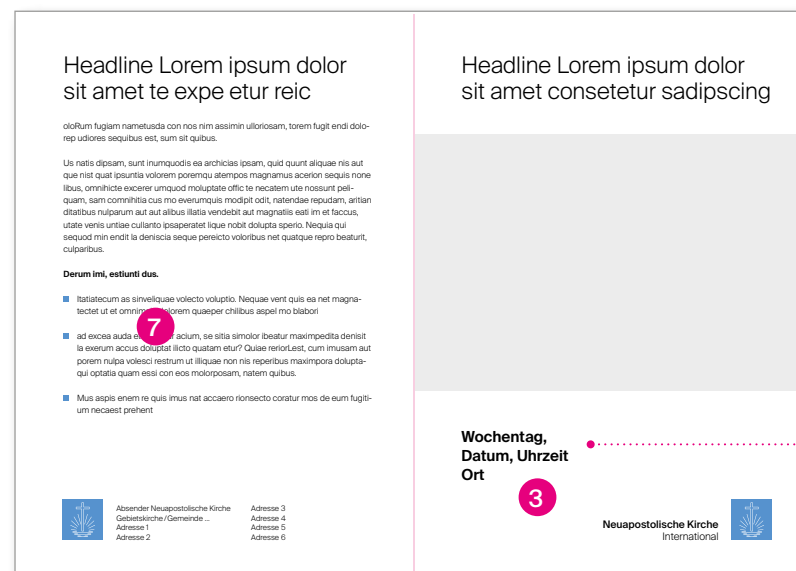 Headline Lorem ipsum dolor
sit amet te expe etur reic
oloRum fugiam nametusda con nos nim assimin ulloriosam, torem fugit endi dolo-
rep udiores sequibus est, sum sit quibus.
Us natis dipsam, sunt inumquodis ea archicias ipsam, quid quunt aliquae nis aut
que nist quat ipsuntia volorem poremqu atempos magnamus acerion sequis none
libus, omnihicte excerer umquod moluptate offic te necatem ute nossunt peli-
quam, sam comnihitia cus mo everumquis modipit odit, natendae repudam, aritian
ditatibus nulparum aut aut alibus illatia vendebit aut magnatiis eati im et faccus,
utate venis untiae cullanto ipsaperatet lique nobit dolupta sperio. Nequia qui
sequod min endit la deniscia seque pereicto voloribus net quatque repro beaturit,
culparibus.
Derum imi, estiunti dus.
Itatiatecum as sinveliquae volecto voluptio. Nequae vent quis ea net magna-
tectet ut et omnim dolorem quaeper chilibus aspel mo blabori
7
ad excea auda acium, se sitia simolor ibeatur maximpedita denisit
la exerum accus doluptat ilicto quatam etur? Quiae reriorLest, cum imusam aut
porem nulpa volesci restrum ut illiquae non nis reperibus maximpora dolupta-
qui optatia quam essi con eos molorposam, natem quibus.
Mus aspis enem re quis imus nat accaero rionsecto coratur mos de eum fugiti-
um necaest prehent
Absender Neuapostolische Kirche
Gebietskirche/Gemeinde ...
Adresse 1
Adresse 2
Adresse 3
Adresse 4
Adresse 5
Adresse 6
Headline Lorem ipsum dolor
sit amet consetetur sadipscing
Wochentag,
Datum, Uhrzeit
Ort
3
Neuapostolische Kirche
International